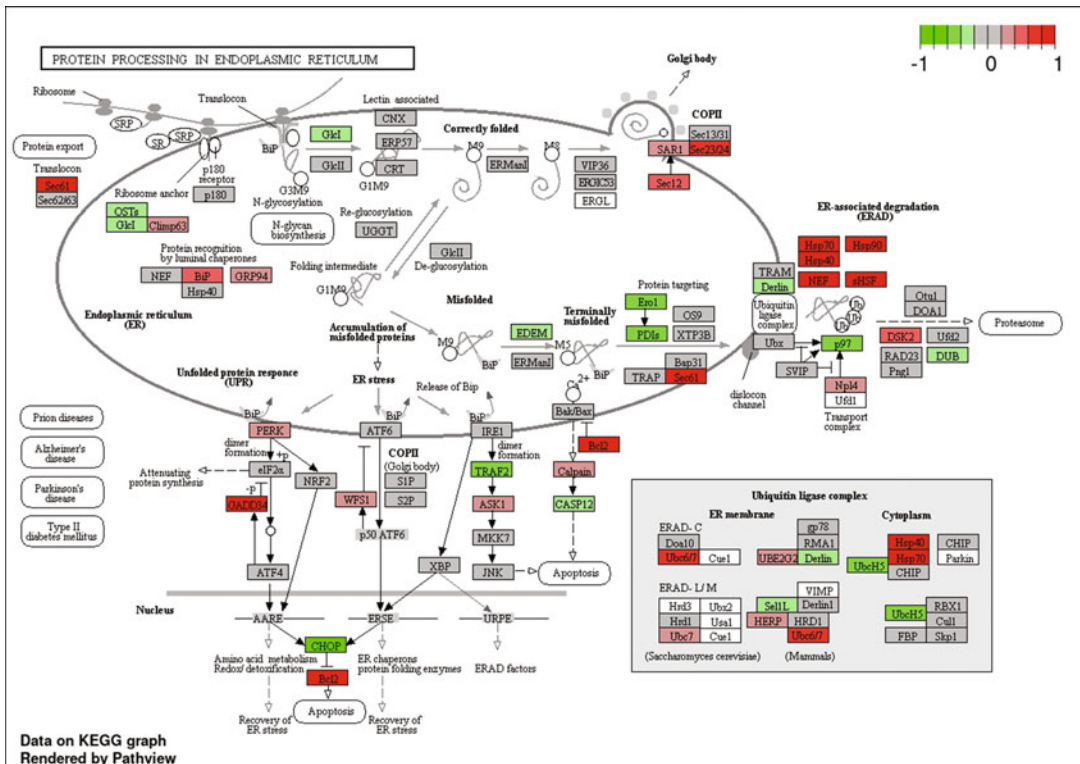 PROTEIN PROCESSING IN ENDOPLASMIC RETICULUM
-1 0 1
Ribosome
SRP
SR
SRP
Translocon
BiP
Protein export
Translocon
Sec61
Sec62/63
p180
receptor
Ribosome anchor
p180
OSTs
GlcI
Climp63
Protein recognition
by luminal chaperones
NEF
BiP
GRP94
Hsp40
Endoplasmic reticulum
(ER)
GlcI
GlcII
G3M9
N-glycosylation
N-glycan
biosynthesis
Lectin associated
CNX
ERP57
CRT
G1M9
Re-glucosylation
UGGT
Correctly folded
M9
ERManI
M8
VIP36
ERGIC53
ERGL
Golgi body
COPII
Sec13/31
SAR1
Sec23/24
Sec12
GlcII
De-glucosylation
Folding intermediate
G1M9
Misfolded
Accumulation of
misfolded proteins
M9
BiP
EDEM
ERManI
Terminally
misfolded
M5
BiP
Protein targeting
Ero1
PDIs
OS9
XTP3B
Bap31
TRAP
Sec61
ER-associated degradation
(ERAD)
Hsp70
Hsp90
Hsp40
NEF
sHSF
TRAM
Derlin
Ubiquitin
ligase
complex
Ub
Ub
Ub
Ubx
p97
SVIP
dislocon
channel
Npl4
Ufd1
Transport
complex
Otu1
DOA1
DSK2
Ufd2
RAD23
DUB
Png1
Proteasome
Unfolded protein responce
(UPR)
ER stress
Release of Bip
BiP
BiP
BiP
Ca2+
PERK
ATF6
IRE1
Bak/Bax
Bcl2
Prion diseases
Alzheimer's
disease
Parkinson's
disease
Type II
diabetes mellitus
dimer
formation
+p
Attenuating
protein synthesis
eIF2α
-p
GADD34
NRF2
ATF4
COPII
(Golgi body)
S1P
S2P
WFS1
p50 ATF6
dimer
formation
TRAF2
ASK1
MKK7
JNK
XBP
Calpain
CASP12
Apoptosis
Nucleus
AARE
ERSE
URPE
CHOP
Bcl2
Apoptosis
Amino acid metabolism
Redox/detoxification
ER chaperons
protein folding enzymes
ERAD factors
Recovery of
ER stress
Recovery of
ER stress
Ubiquitin ligase complex
ER membrane
Cytoplasm
ERAD-C
Doa10
Ubc6/7
Cue1
gp78
RMA1
UBE2G2
Derlin
Hsp40
UbcH5
Hsp70
CHIP
CHIP
Parkin
ERAD-L/M
Hrd3
Ubx2
Hrd1
Usa1
Ubc7
Cue1
(Saccharomyces cerevisiae)
VIMP
Sel1L
Derlin1
HERP
HRD1
Ubc6/7
(Mammals)
UbcH5
RBX1
Cul1
FBP
Skp1
Data on KEGG graph
Rendered by Pathview